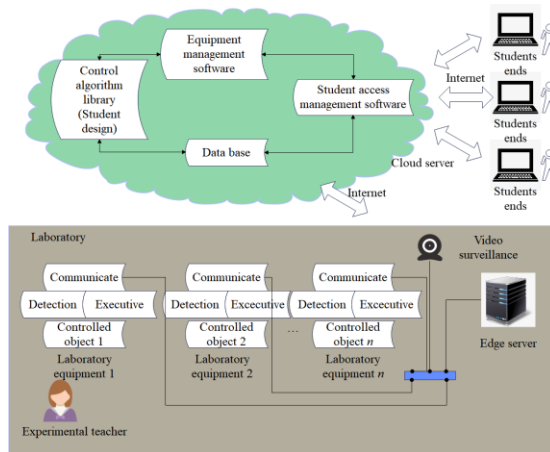 Equipment
management
software
Control
algorithm
library
(Student
design)
Student access
management software
Data base
Students
ends
Internet
Students
ends
Students
ends
Cloud server
Internet
Laboratory
Video
surveillance
Communicate
Communicate
Communicate
Detection
Executive
Detection
Executive
Detection
Executive
Controlled
object 1
Controlled
object 2
...
Controlled
object n
Laboratory
equipment 1
Laboratory
equipment 2
Laboratory
equipment n
Edge server
Experimental teacher